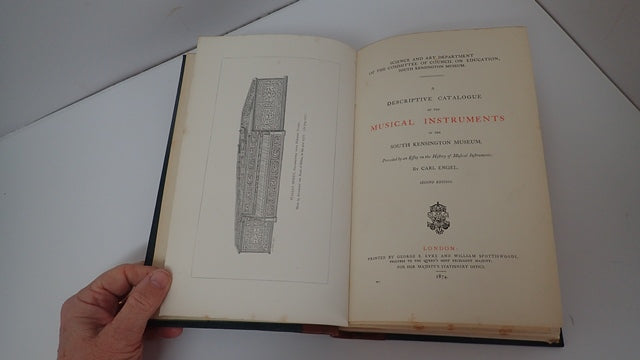 SCIENCE AND ART DEPARTMENT
OF THE COMMITTEE OF COUNCIL ON EDUCATION,
SOUTH KENSINGTON MUSEUM.
A
DESCRIPTIVE CATALOGUE
OF THE
MUSICAL INSTRUMENTS
IN THE
SOUTH KENSINGTON MUSEUM,
Preceded by an Essay on the History of Musical Instruments.
By CARL ENGEL.
SECOND EDITION.
LONDON:
PRINTED BY GEORGE E. EYRE AND WILLIAM SPOTTISWOODE,
PRINTERS TO THE QUEEN'S MOST EXCELLENT MAJESTY.
FOR HER MAJESTY'S STATIONERY OFFICE.
1874.